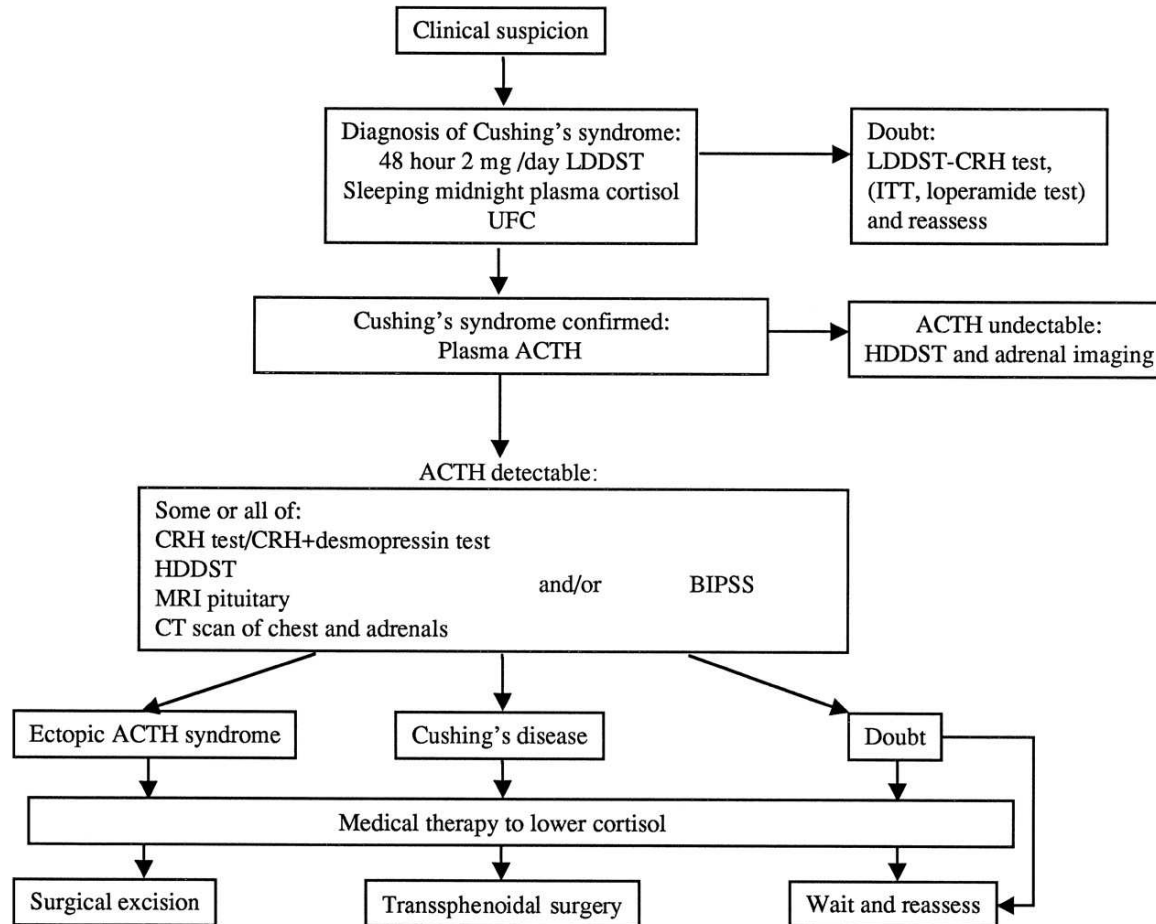 Clinical suspicion
Diagnosis of Cushing's syndrome:
48 hour 2 mg /day LDDST
Sleeping midnight plasma cortisol
UFC
Doubt:
LDDST-CRH test,
(ITT, loperamide test)
and reassess
Cushing's syndrome confirmed:
Plasma ACTH
ACTH undectable:
HDDST and adrenal imaging
ACTH detectable:
Some or all of:
CRH test/CRH+desmopressin test
HDDST
MRI pituitary
CT scan of chest and adrenals
and/or
BIPSS
Ectopic ACTH syndrome
Cushing's disease
Doubt
Medical therapy to lower cortisol
Surgical excision
Transsphenoidal surgery
Wait and reassess